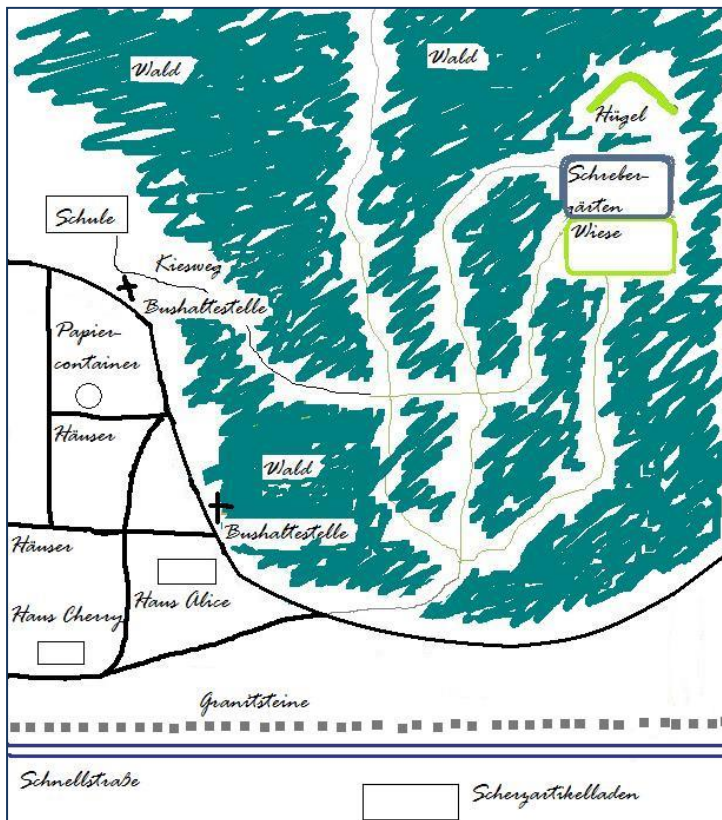 Wald
Wald
Hügel
Schreber-
gärten
Wiese
Schule
Kiesweg
Bushaltestelle
Papier-
container
Häuser
Wald
Bushaltestelle
Häuser
Haus Alice
Haus Cherry
Granitsteine
Schnellstraße
Scherzartikelladen